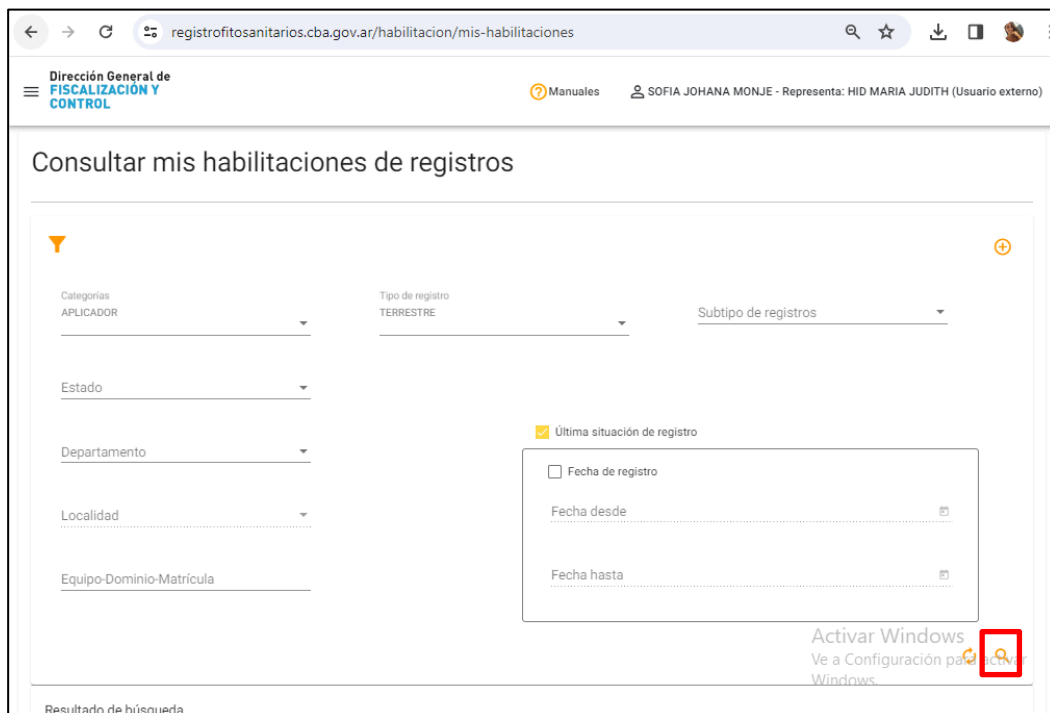 registrofitosanitarios.cba.gov.ar/habilitacion/mis-habilitaciones
Dirección General de
FISCALIZACIÓN Y
CONTROL
Manuales
SOFIA JOHANA MONJE - Representa: HID MARIA JUDITH (Usuario externo)
Consultar mis habilitaciones de registros
Categorías
APLICADOR
Tipo de registro
TERRESTRE
Subtipo de registros
Estado
Última situación de registro
Departamento
Fecha de registro
Localidad
Fecha desde
Equipo-Dominio-Matrícula
Fecha hasta
Activar Windows
Ve a Configuración para activar
Windows.
Resultado de búsqueda